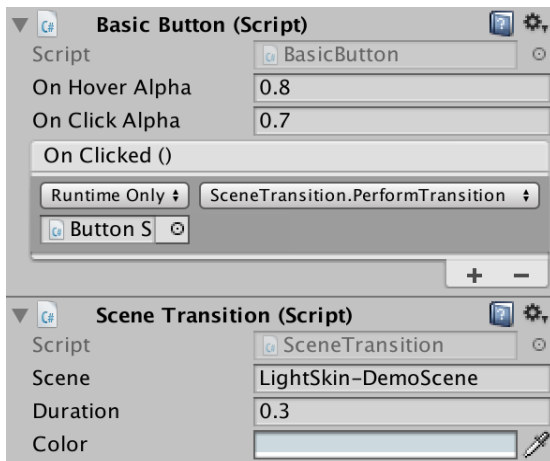 Basic Button (Script)
Script BasicButton
On Hover Alpha 0.8
On Click Alpha 0.7
On Clicked ()
Runtime Only SceneTransition.PerformTransition
Button S
+ −
Scene Transition (Script)
Script SceneTransition
Scene LightSkin-DemoScene
Duration 0.3
Color